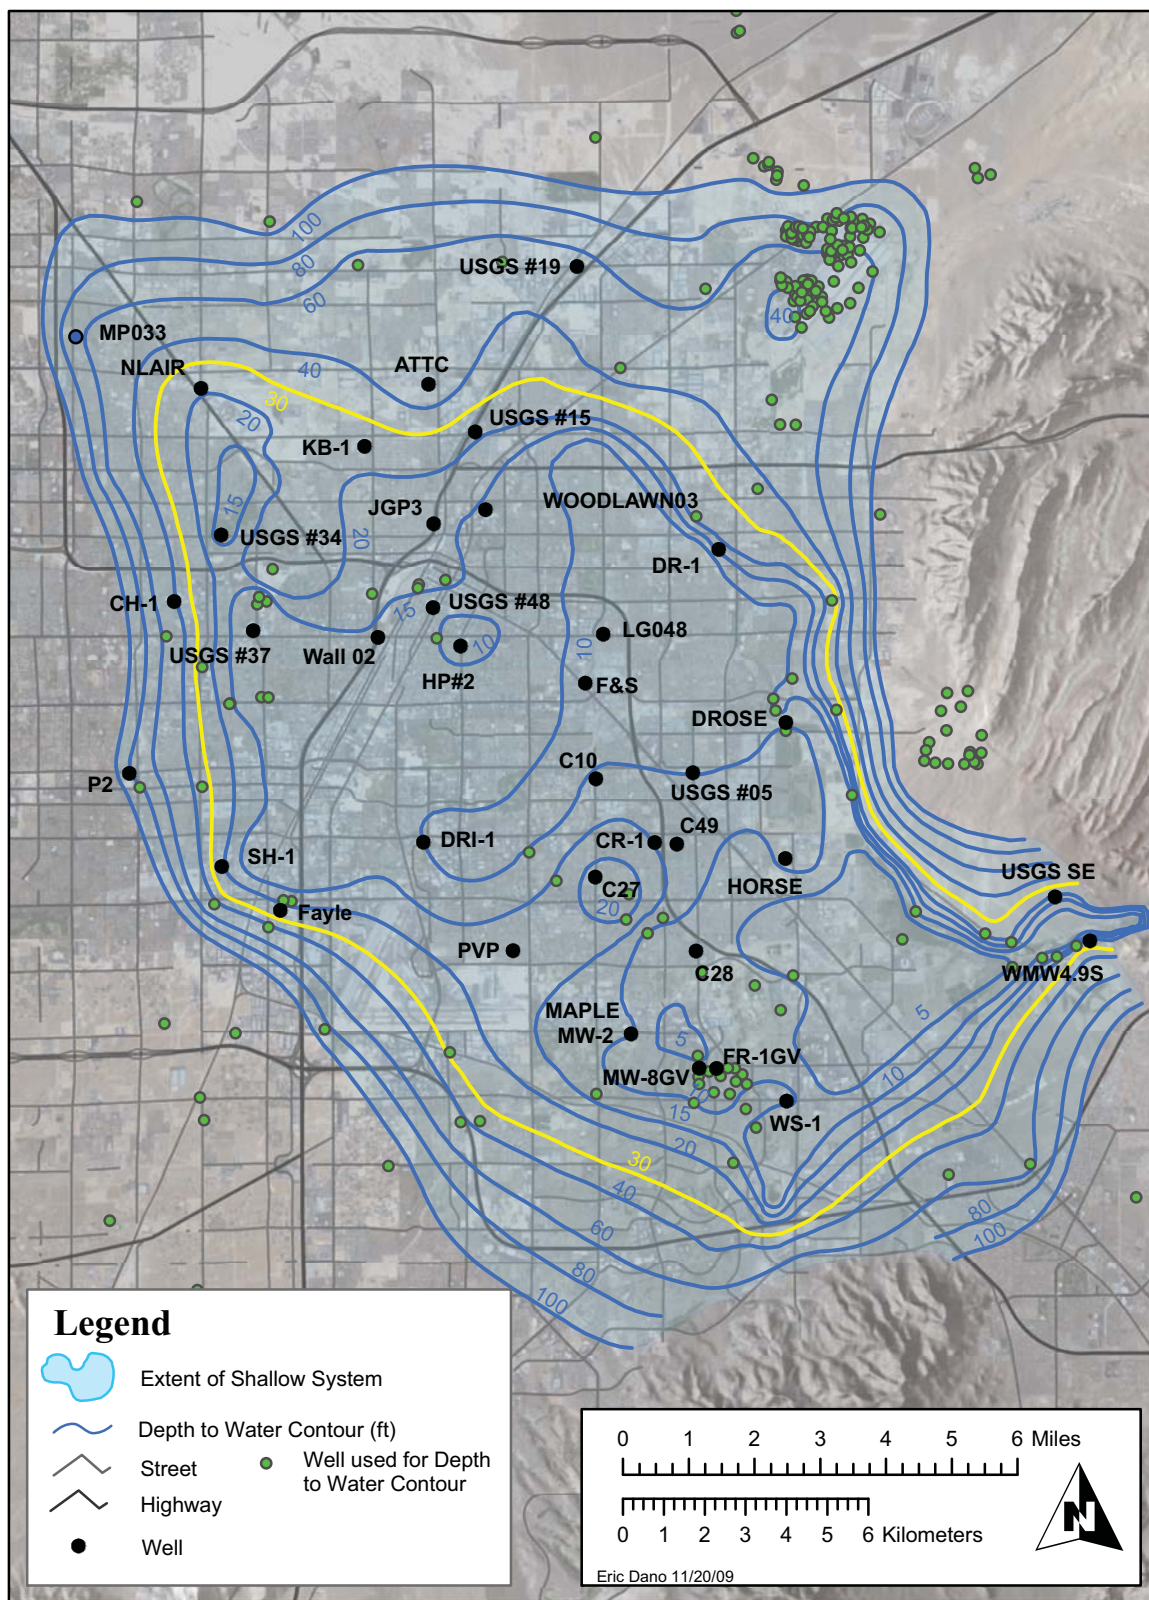 100
80
USGS #19
60
40
MP033
NLAIR
40
ATTC
30
20
USGS #15
KB-1
15
WOODLAWN03
JGP3
20
USGS #34
DR-1
CH-1
15
USGS #48
USGS #37
Wall 02
10
10
LG048
HP#2
F&S
DROSE
P2
C10
USGS #05
DRI-1
CR-1
C49
SH-1
HORSE
USGS SE
C27
20
Fayle
PVP
C28
WMW4.9S
MAPLE
MW-2
5
5
FR-1GV
MW-8GV
10
10
15
WS-1
20
30
40
60
80
100
80
100
Legend
Extent of Shallow System
Depth to Water Contour (ft)
Street
Well used for Depth
to Water Contour
Highway
Well
0 1 2 3 4 5 6 Miles
0 1 2 3 4 5 6 Kilometers
N
Eric Dano 11/20/09